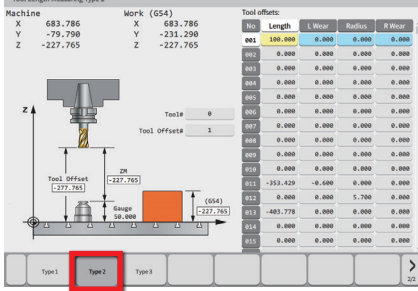 Tool Length Measuring Type 2
Machine Work (G54) Tool offsets:
X 683.786 X 683.786
Y -79.790 Y -231.290
Z -227.765 Z -227.765
No Length L Wear Radius R Wear
001 100.000 0.000 0.000 0.000
002 0.000 0.000 0.000 0.000
003 0.000 0.000 0.000 0.000
004 0.000 0.000 0.000 0.000
005 0.000 0.000 0.000 0.000
006 0.000 0.000 0.000 0.000
007 0.000 0.000 0.000 0.000
008 0.000 0.000 0.000 0.000
009 0.000 0.000 0.000 0.000
010 0.000 0.000 0.000 0.000
011 -353.429 -0.600 0.000 0.000
012 0.000 0.000 5.700 0.000
013 -403.778 0.000 0.000 0.000
014 0.000 0.000 0.000 0.000
015 0.000 0.000 0.000 0.000
Z
Tool# 0
Tool Offset# 1
Tool Offset
-277.765
ZM
-227.765
Gauge
50.000
(G54)
-227.765
Type1 Type2 Type3
2/2